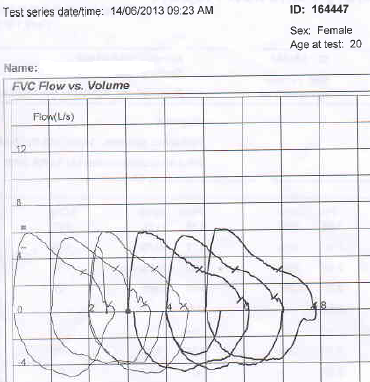 Test series date/time: 14/06/2013 09:23 AM
ID: 164447
Sex: Female
Age at test: 20
Name:
FVC Flow vs. Volume
Flow(L/s)
12
8
4
0 2 4 8
-4